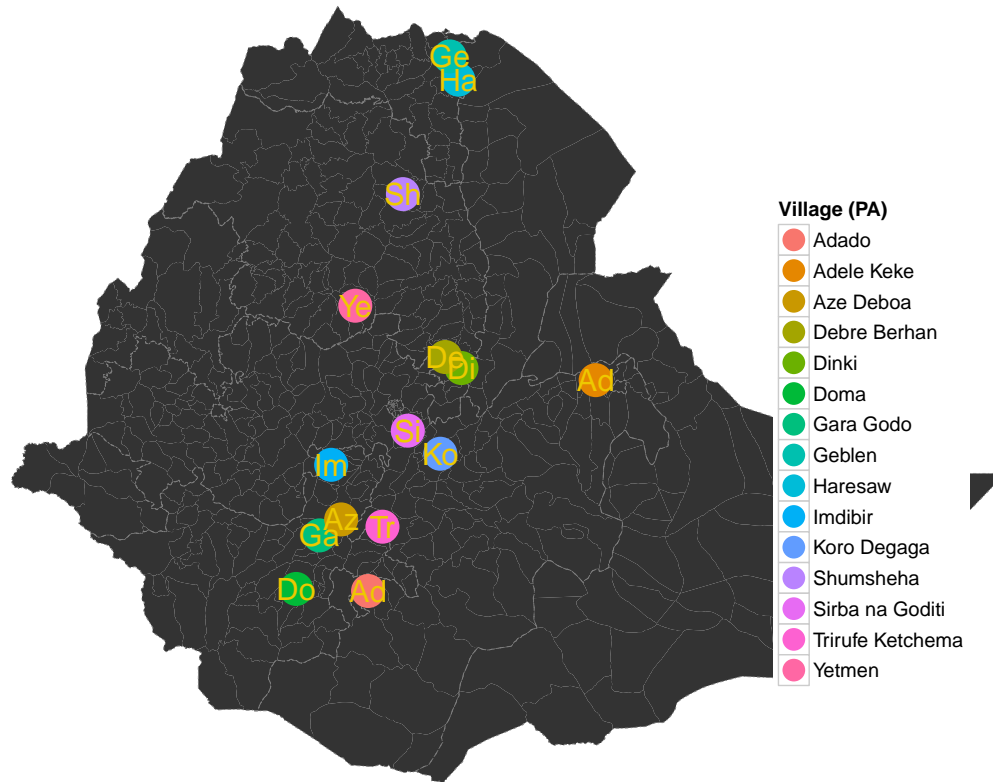 Ge
Ha
Sh
Ye
De
Di
Ad
Si
Ko
Im
Az
Tr
Ga
Do
Ad
Village (PA)
Adado
Adele Keke
Aze Deboa
Debre Berhan
Dinki
Doma
Gara Godo
Geblen
Haresaw
Imdibir
Koro Degaga
Shumsheha
Sirba na Goditi
Trirufe Ketchema
Yetmen